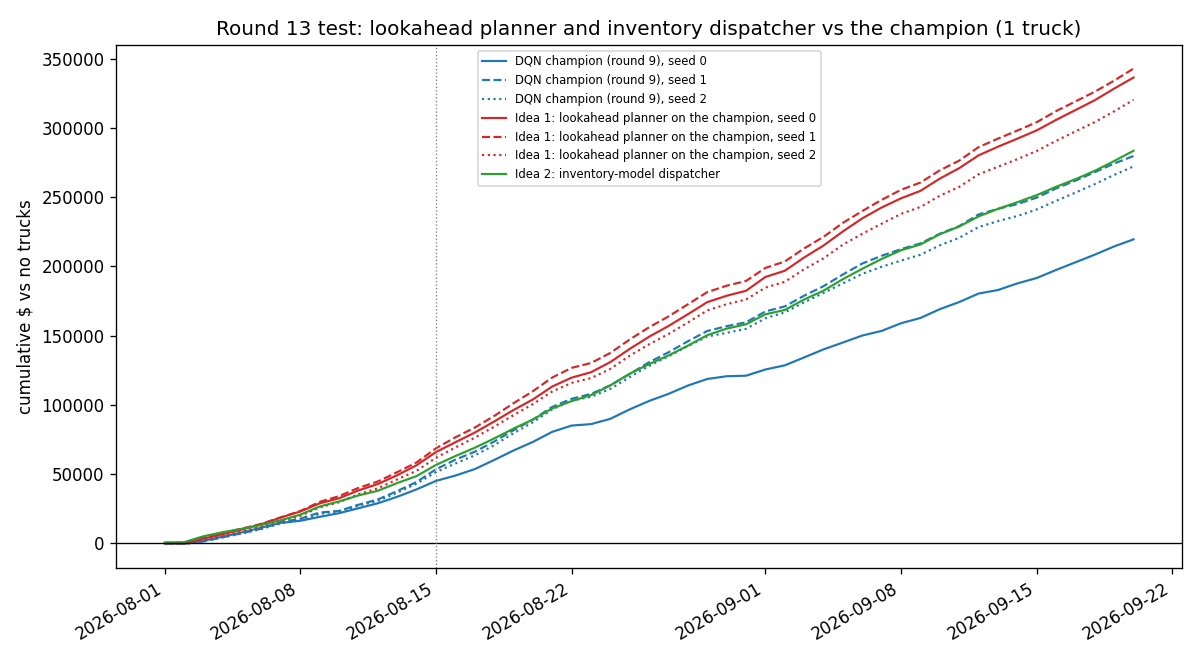 Round 13 test: lookahead planner and inventory dispatcher vs the champion (1 truck)
350000
300000
250000
200000
150000
100000
50000
0
cumulative $ vs no trucks
DQN champion (round 9), seed 0
DQN champion (round 9), seed 1
DQN champion (round 9), seed 2
Idea 1: lookahead planner on the champion, seed 0
Idea 1: lookahead planner on the champion, seed 1
Idea 1: lookahead planner on the champion, seed 2
Idea 2: inventory-model dispatcher
2026-08-01
2026-08-08
2026-08-15
2026-08-22
2026-09-01
2026-09-08
2026-09-15
2026-09-22